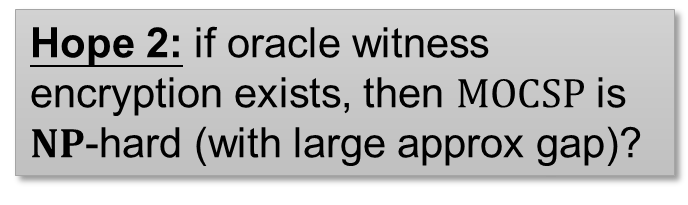 Hope 2: if oracle witness
encryption exists, then MOCSP is
NP-hard (with large approx gap)?